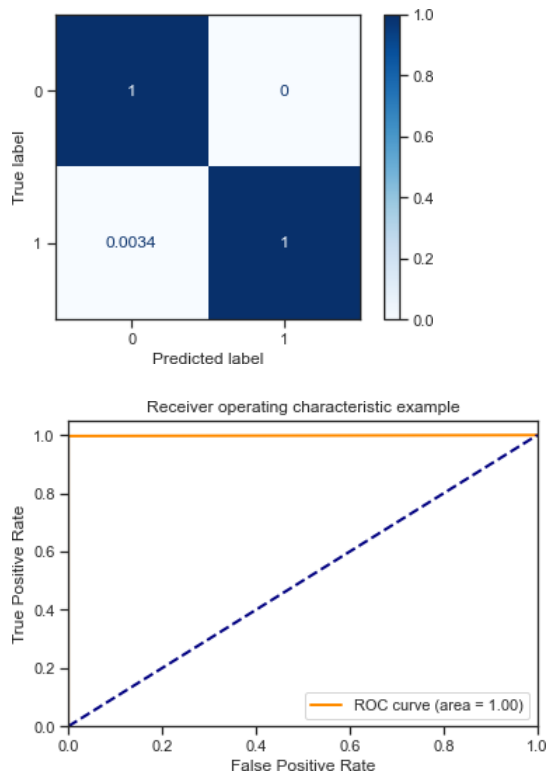 1.0
0 1 0 0.8
0.6
True label
0.4
1 0.0034 1 0.2
0.0
0 1
Predicted label
Receiver operating characteristic example
1.0
0.8
0.6
True Positive Rate
0.4
0.2
ROC curve (area = 1.00)
0.0
0.0 0.2 0.4 0.6 0.8 1.0
False Positive Rate